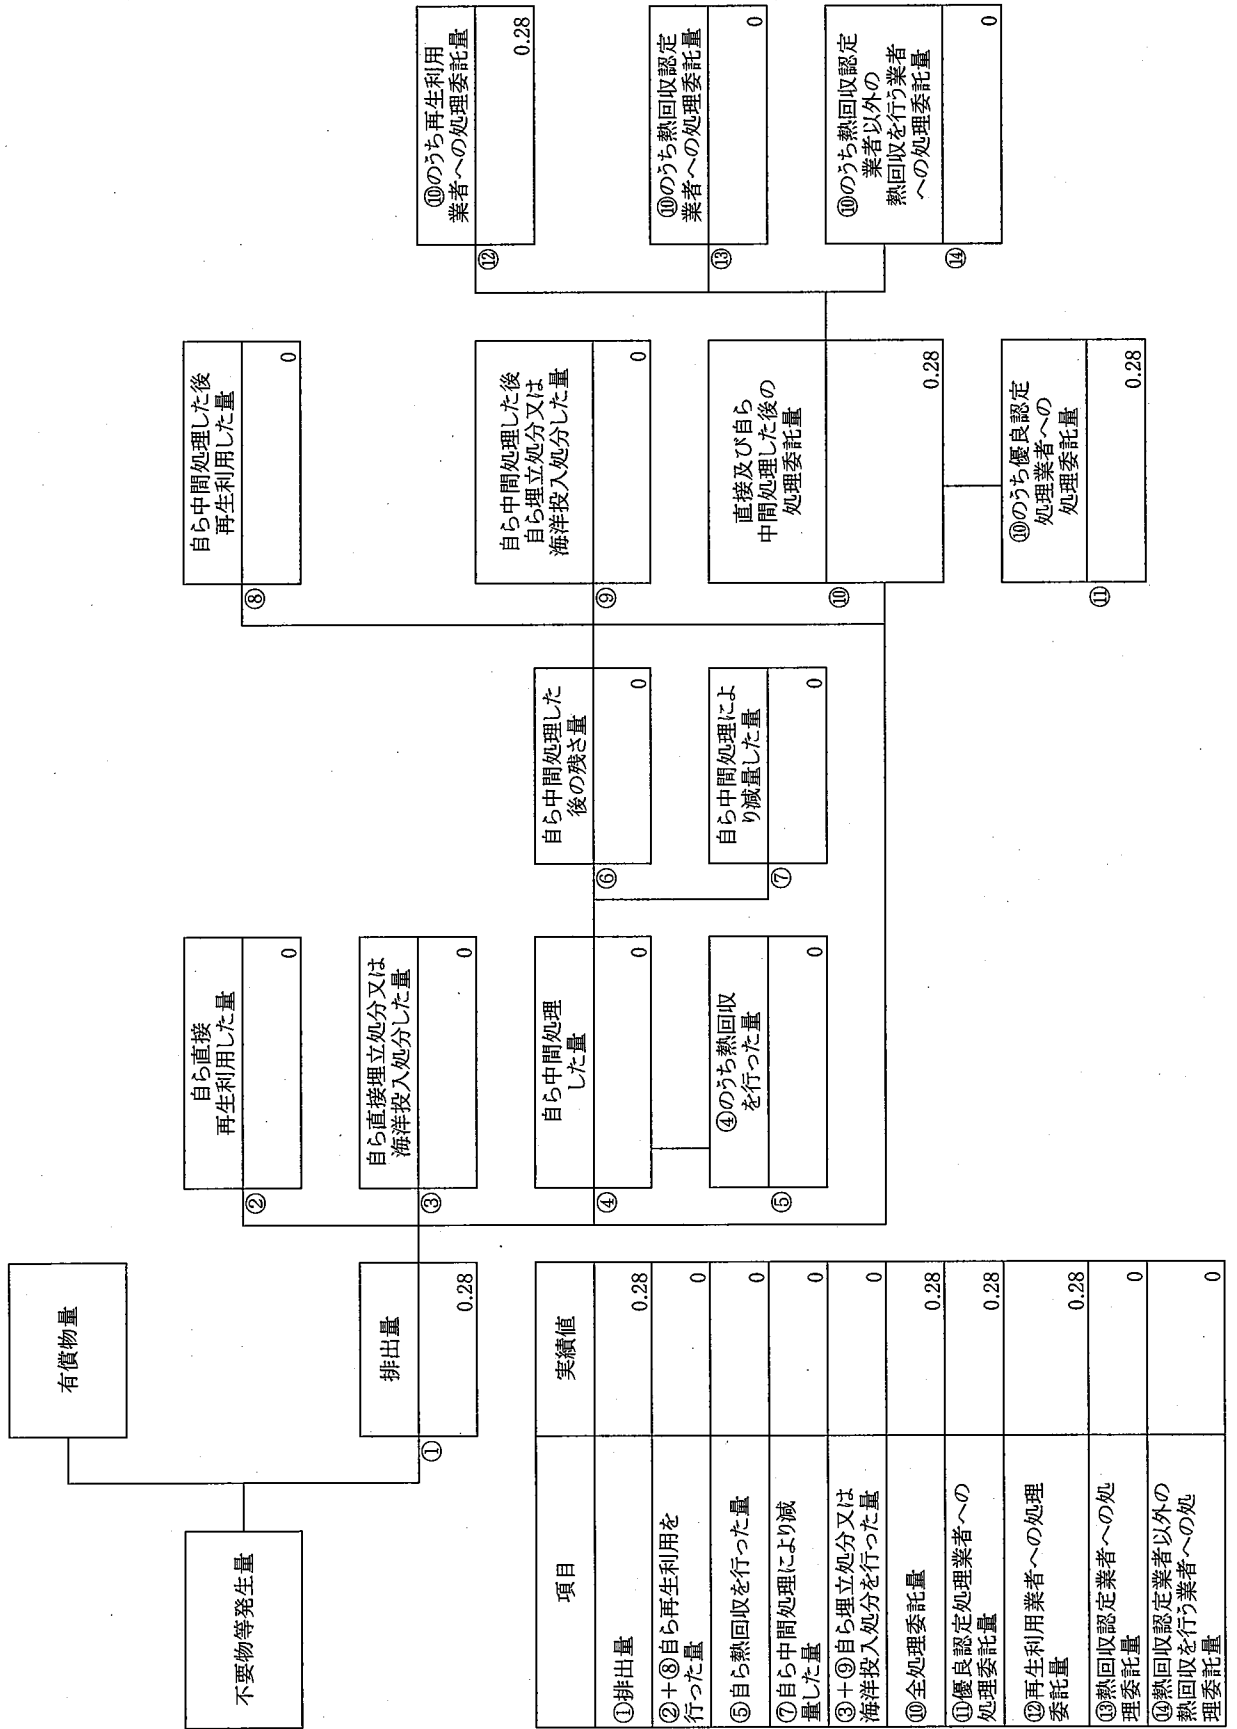 不要物等発生量
有償物量
排出量
①
0.28
自ら直接
再生利用した量
②
0
自ら直接埋立処分又は
海洋投入処分した量
③
0
自ら中間処理
した量
④
0
④のうち熱回収
を行った量
⑤
0
自ら中間処理した
後の残さ量
⑥
0
自ら中間処理によ
り減量した量
⑦
0
自ら中間処理した後
再生利用した量
⑧
0
自ら中間処理した後
自ら埋立処分又は
海洋投入処分した量
⑨
0
直接及び自ら
中間処理した後の
処理委託量
⑩
0.28
⑩のうち優良認定
処理業者への
処理委託量
⑪
0.28
⑩のうち再生利用
業者への処理委託量
⑫
0.28
⑩のうち熱回収認定
業者への処理委託量
⑬
0
⑩のうち熱回収認定
業者以外の
熱回収を行う業者
への処理委託量
⑭
0
項目 実績値
①排出量 0.28
②+⑧自ら再生利用を
行った量 0
⑤自ら熱回収を行った量 0
⑦自ら中間処理により減
量した量 0
③+⑨自ら埋立処分又は
海洋投入処分を行った量 0
⑩全処理委託量 0.28
⑪優良認定処理業者への
処理委託量 0.28
⑫再生利用業者への処理
委託量 0.28
⑬熱回収認定業者への処
理委託量 0
⑭熱回収認定業者以外の
熱回収を行う業者への処
理委託量 0